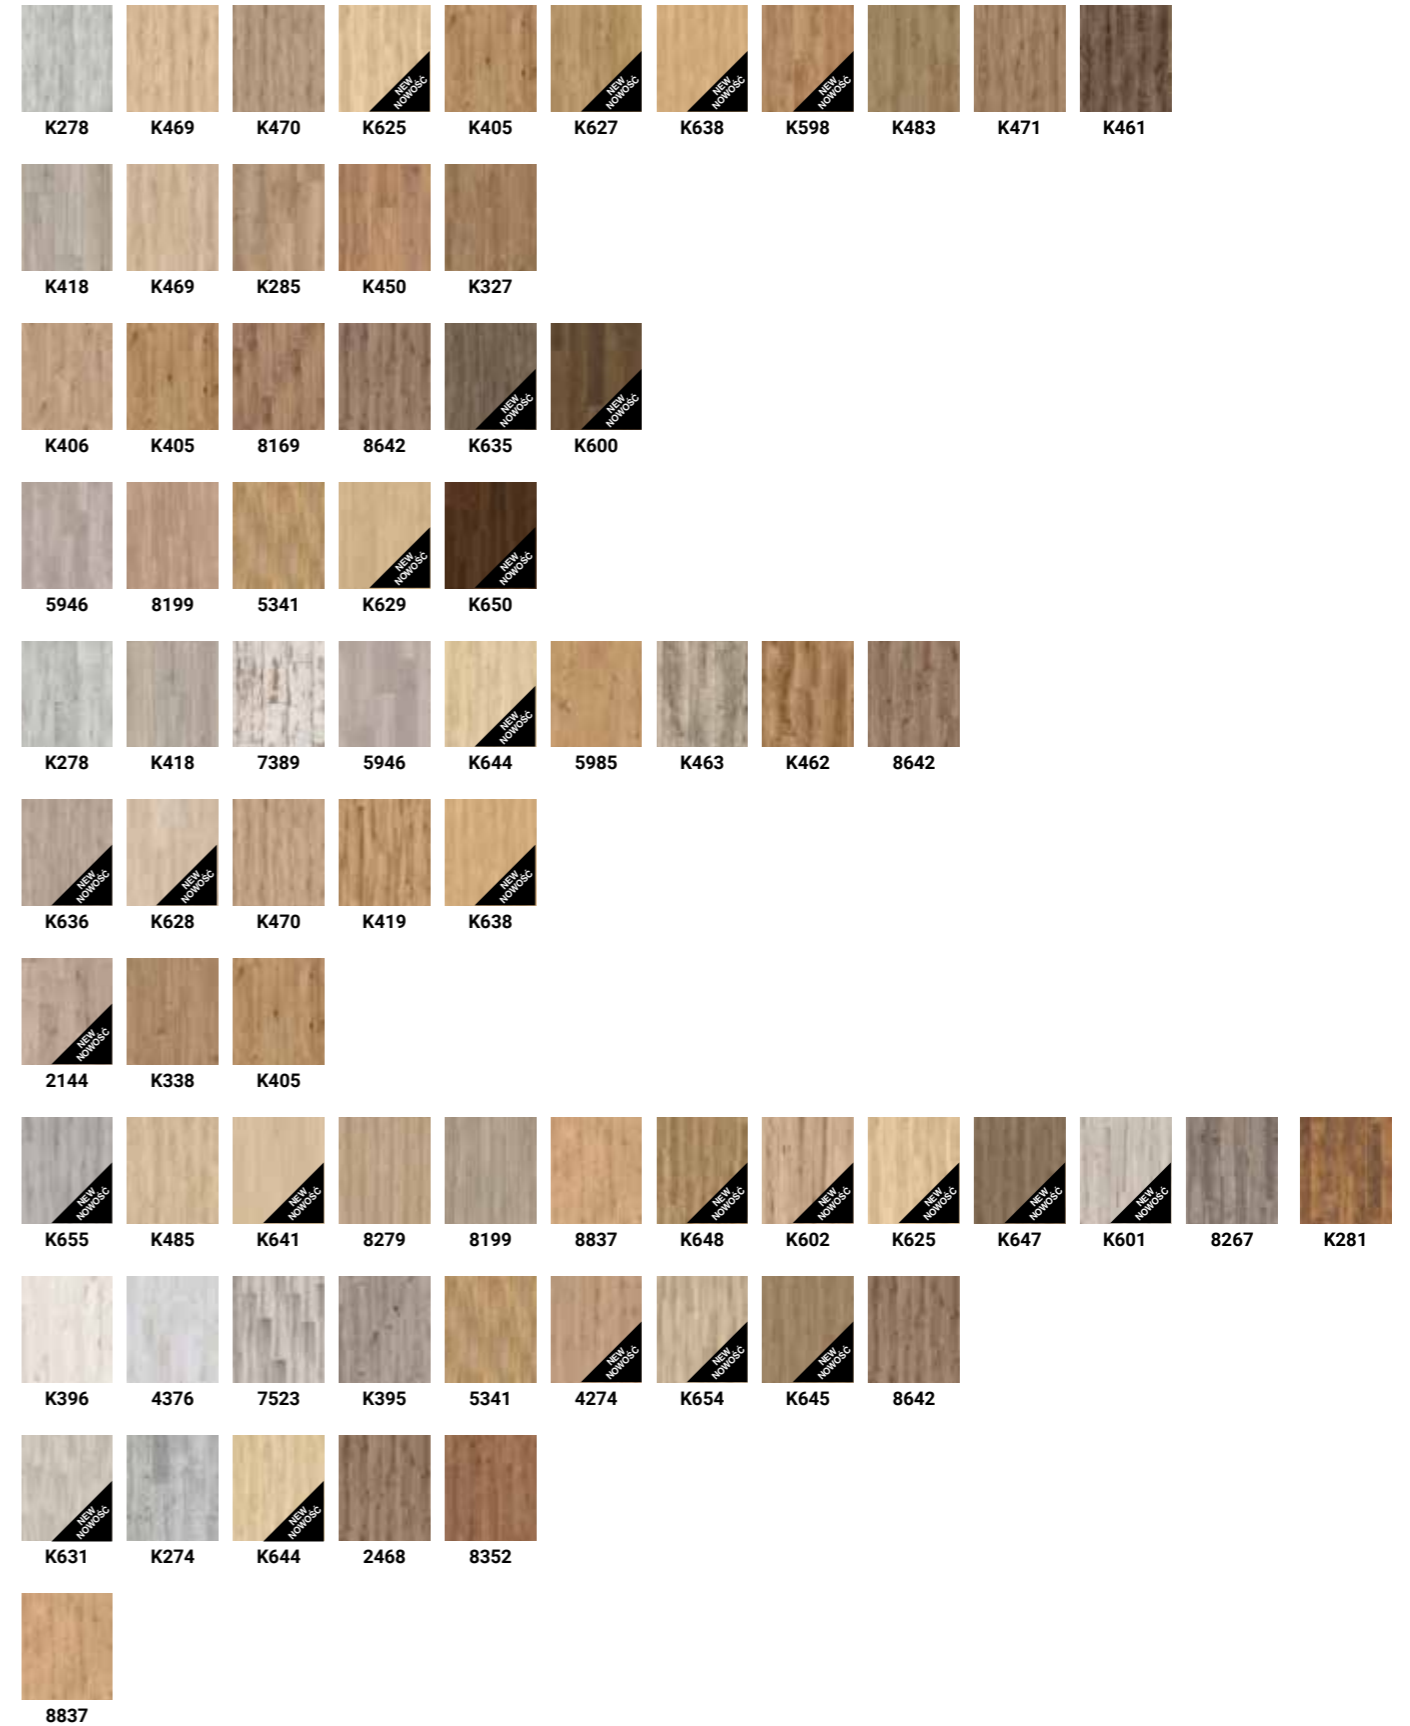 NEW
NOWOŚĆ
NEW
NOWOŚĆ
NEW
NOWOŚĆ
NEW
NOWOŚĆ
K278 K469 K470 K625 K405 K627 K638 K598 K483 K471 K461
K418 K469 K285 K450 K327
NEW
NOWOŚĆ
NEW
NOWOŚĆ
K406 K405 8169 8642 K635 K600
NEW
NOWOŚĆ
NEW
NOWOŚĆ
5946 8199 5341 K629 K650
NEW
NOWOŚĆ
K278 K418 7389 5946 K644 5985 K463 K462 8642
NEW
NOWOŚĆ
NEW
NOWOŚĆ
NEW
NOWOŚĆ
K636 K628 K470 K419 K638
NEW
NOWOŚĆ
2144 K338 K405
NEW
NOWOŚĆ
NEW
NOWOŚĆ
NEW
NOWOŚĆ
NEW
NOWOŚĆ
NEW
NOWOŚĆ
NEW
NOWOŚĆ
NEW
NOWOŚĆ
K655 K485 K641 8279 8199 8837 K648 K602 K625 K647 K601 8267 K281
NEW
NOWOŚĆ
NEW
NOWOŚĆ
NEW
NOWOŚĆ
K396 4376 7523 K395 5341 4274 K654 K645 8642
NEW
NOWOŚĆ
NEW
NOWOŚĆ
K631 K274 K644 2468 8352
8837